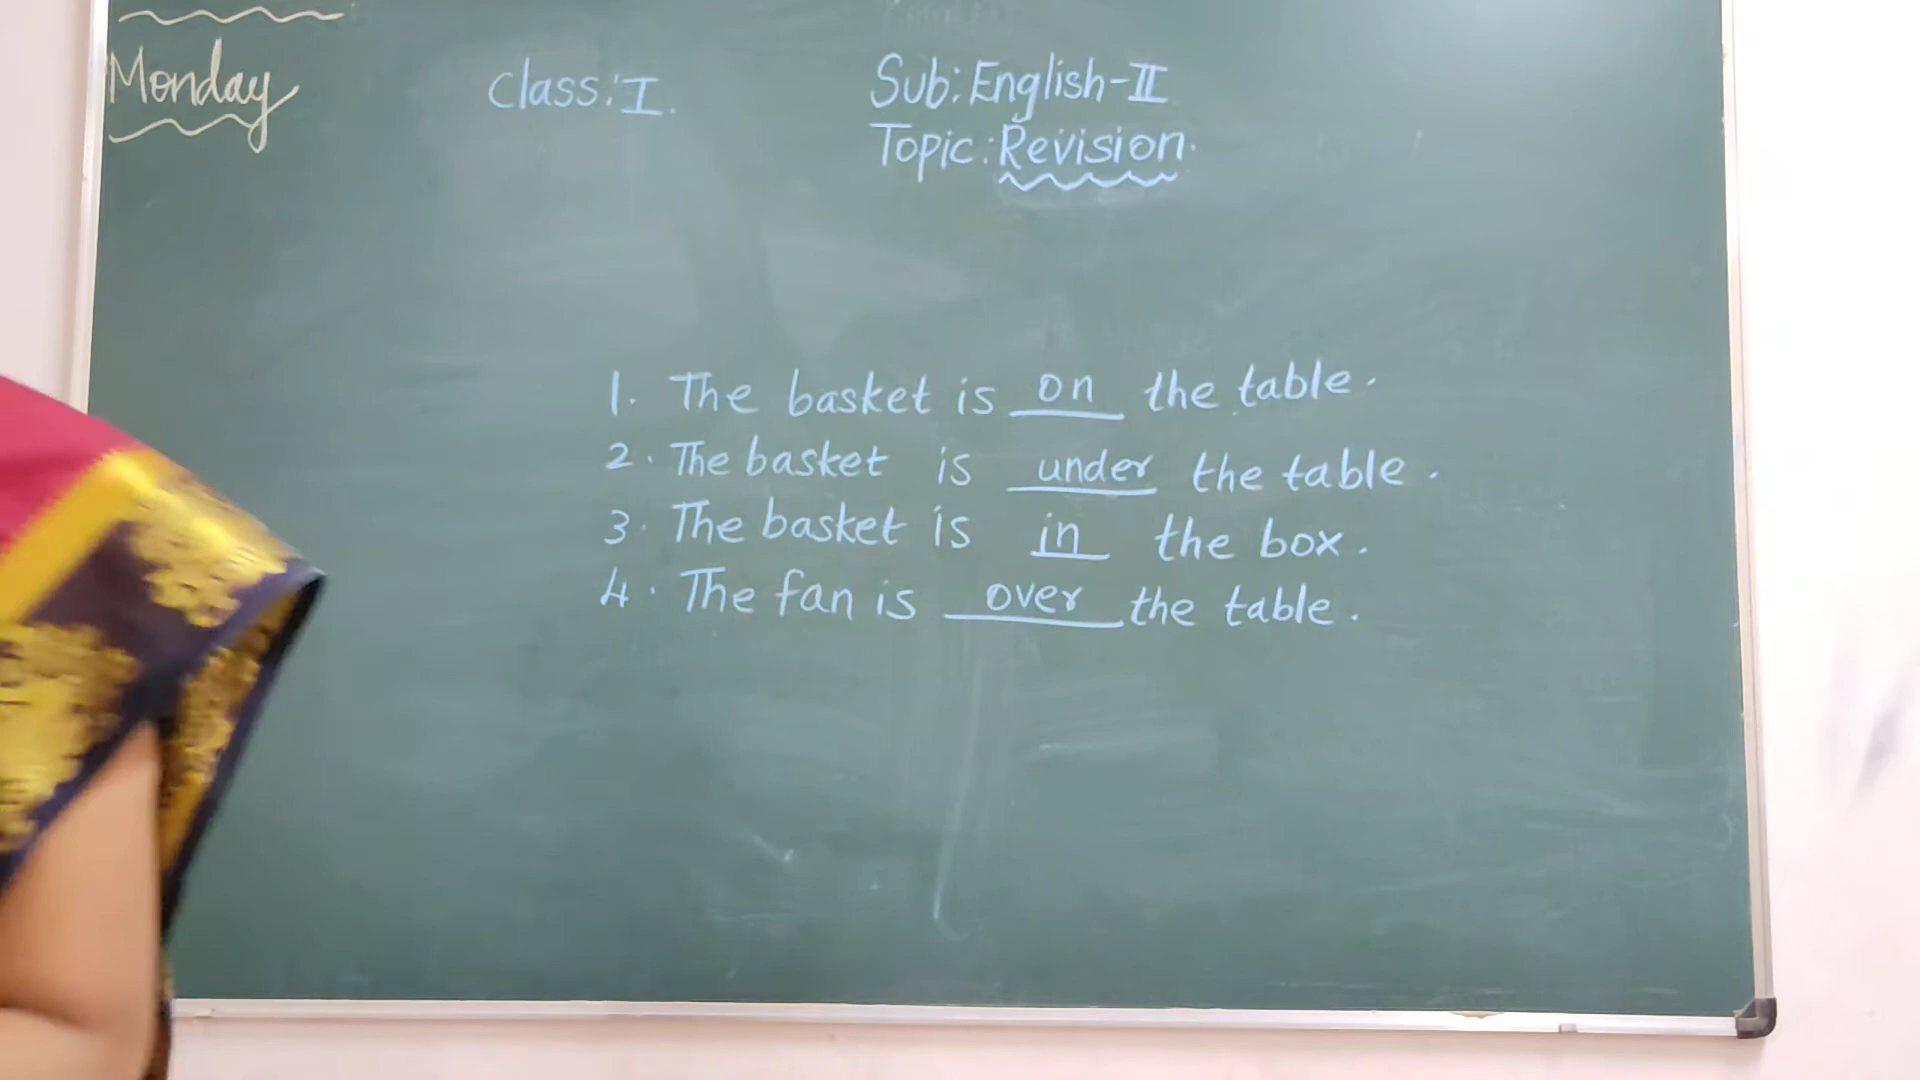 Monday
Class: I.
Sub: English-II
Topic: Revision.
1. The basket is on the table.
2. The basket is under the table.
3. The basket is in the box.
4. The fan is over the table.